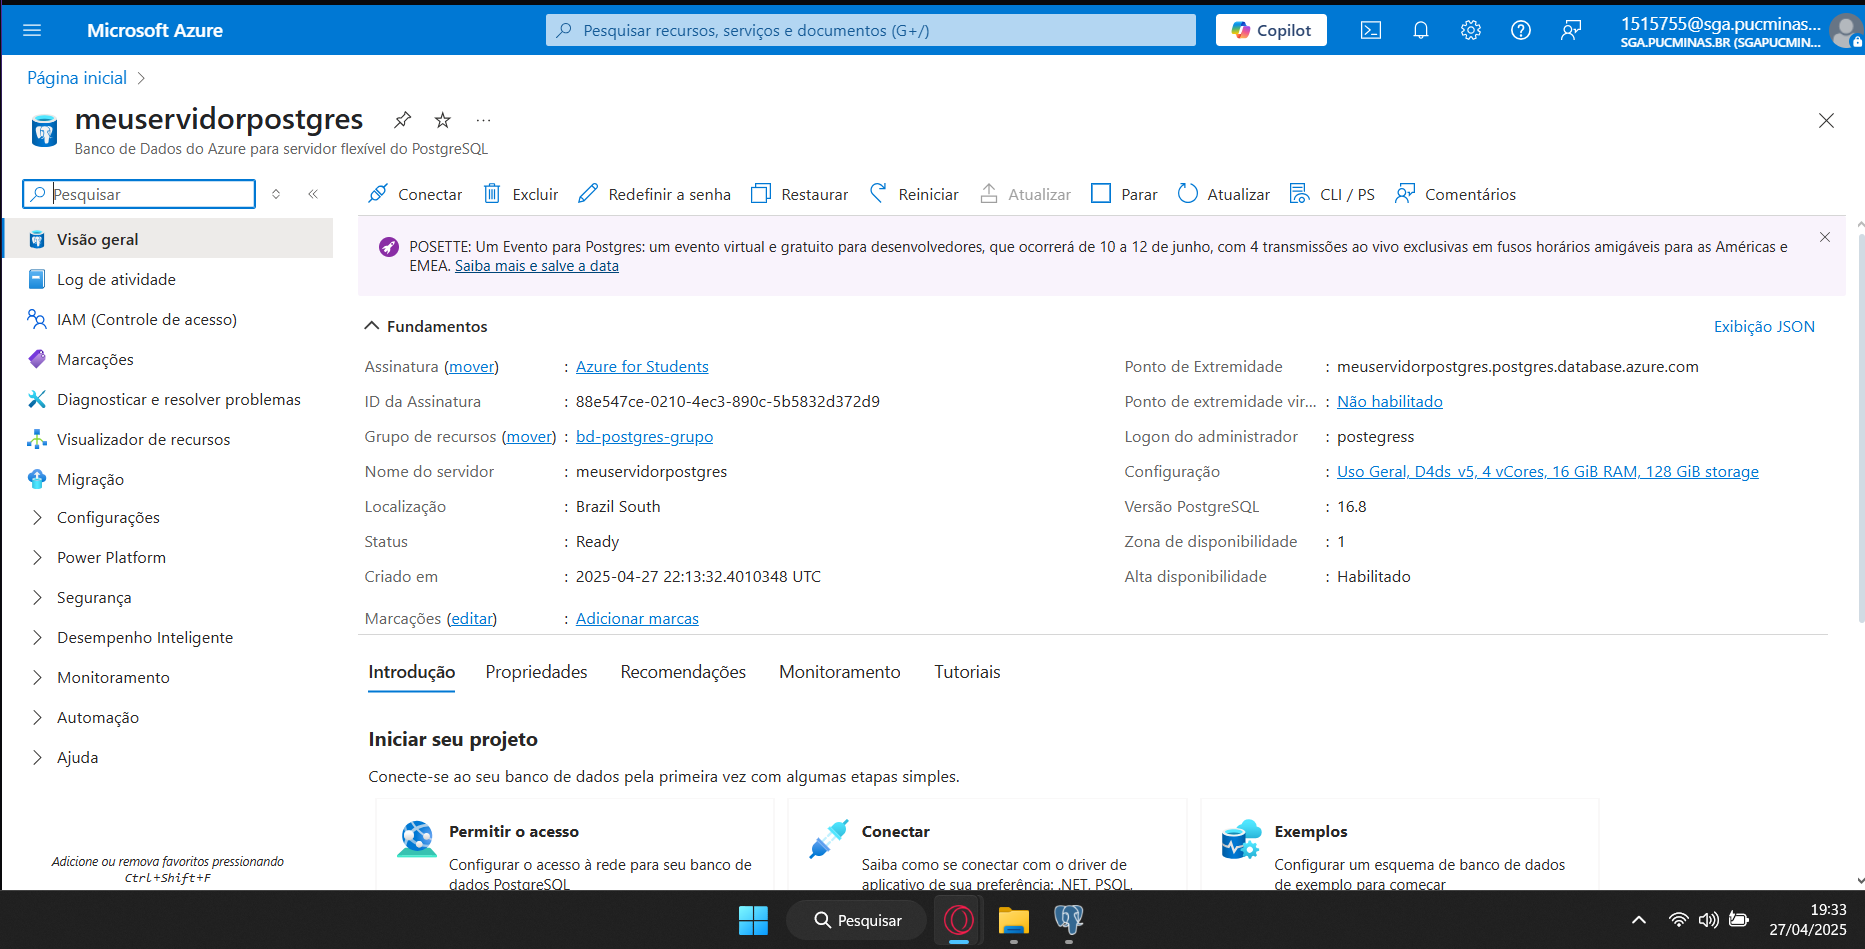 Microsoft Azure
Pesquisar recursos, serviços e documentos (G+/)
Copilot
1515755@sga.pucminas...
SGA.PUCMINAS.BR (SGAPUCMIN...
Página inicial
meuservidorpostgres
...
Banco de Dados do Azure para servidor flexível do PostgreSQL
Pesquisar
Conectar
Excluir
Redefinir a senha
Restaurar
Reiniciar
Atualizar
Parar
Atualizar
CLI / PS
Comentários
Visão geral
Log de atividade
IAM (Controle de acesso)
Marcações
Diagnosticar e resolver problemas
Visualizador de recursos
Migração
Configurações
Power Platform
Segurança
Desempenho Inteligente
Monitoramento
Automação
Ajuda
Adicione ou remova favoritos pressionando
Ctrl+Shift+F
POSETTE: Um Evento para Postgres: um evento virtual e gratuito para desenvolvedores, que ocorrerá de 10 a 12 de junho, com 4 transmissões ao vivo exclusivas em fusos horários amigáveis para as Américas e
EMEA. Saiba mais e salve a data
Fundamentos
Exibição JSON
Assinatura (mover) : Azure for Students
ID da Assinatura : 88e547ce-0210-4ec3-890c-5b5832d372d9
Grupo de recursos (mover) : bd-postgres-grupo
Nome do servidor : meuservidorpostgres
Localização : Brazil South
Status : Ready
Criado em : 2025-04-27 22:13:32.4010348 UTC
Marcações (editar) : Adicionar marcas
Ponto de Extremidade : meuservidorpostgres.postgres.database.azure.com
Ponto de extremidade vir... : Não habilitado
Logon do administrador : postegress
Configuração : Uso Geral, D4ds_v5, 4 vCores, 16 GiB RAM, 128 GiB storage
Versão PostgreSQL : 16.8
Zona de disponibilidade : 1
Alta disponibilidade : Habilitado
Introdução
Propriedades
Recomendações
Monitoramento
Tutoriais
Iniciar seu projeto
Conecte-se ao seu banco de dados pela primeira vez com algumas etapas simples.
Permitir o acesso
Configurar o acesso à rede para seu banco de
dados PostgreSQL
Conectar
Saiba como se conectar com o driver de
aplicativo de sua preferência: .NET, PSQL,
Exemplos
Configurar um esquema de banco de dados
de exemplo para começar
Pesquisar
19:33
27/04/2025